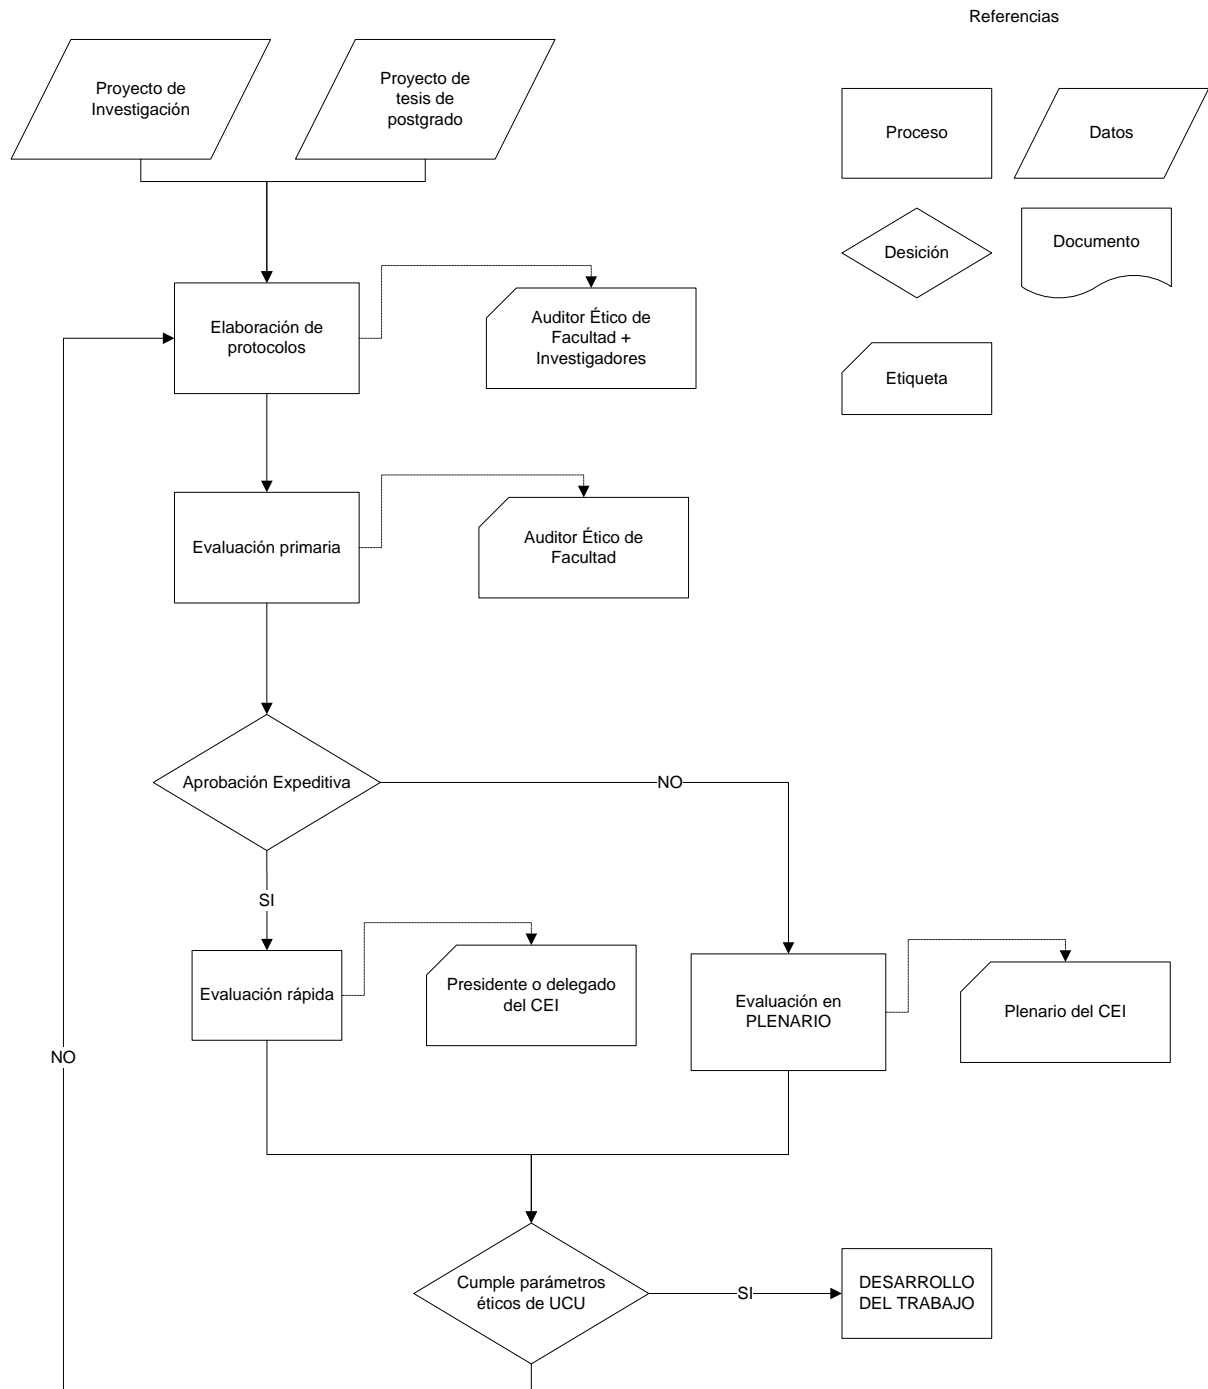 Referencias
Proyecto de
Investigación
Proyecto de
tesis de
postgrado
Proceso
Datos
Desición
Documento
Etiqueta
Elaboración de
protocolos
Auditor Ético de
Facultad +
Investigadores
Evaluación primaria
Auditor Ético de
Facultad
Aprobación Expeditiva
NO
SI
Evaluación rápida
Presidente o delegado
del CEI
Evaluación en
PLENARIO
Plenario del CEI
NO
Cumple parámetros
éticos de UCU
SI
DESARROLLO
DEL TRABAJO